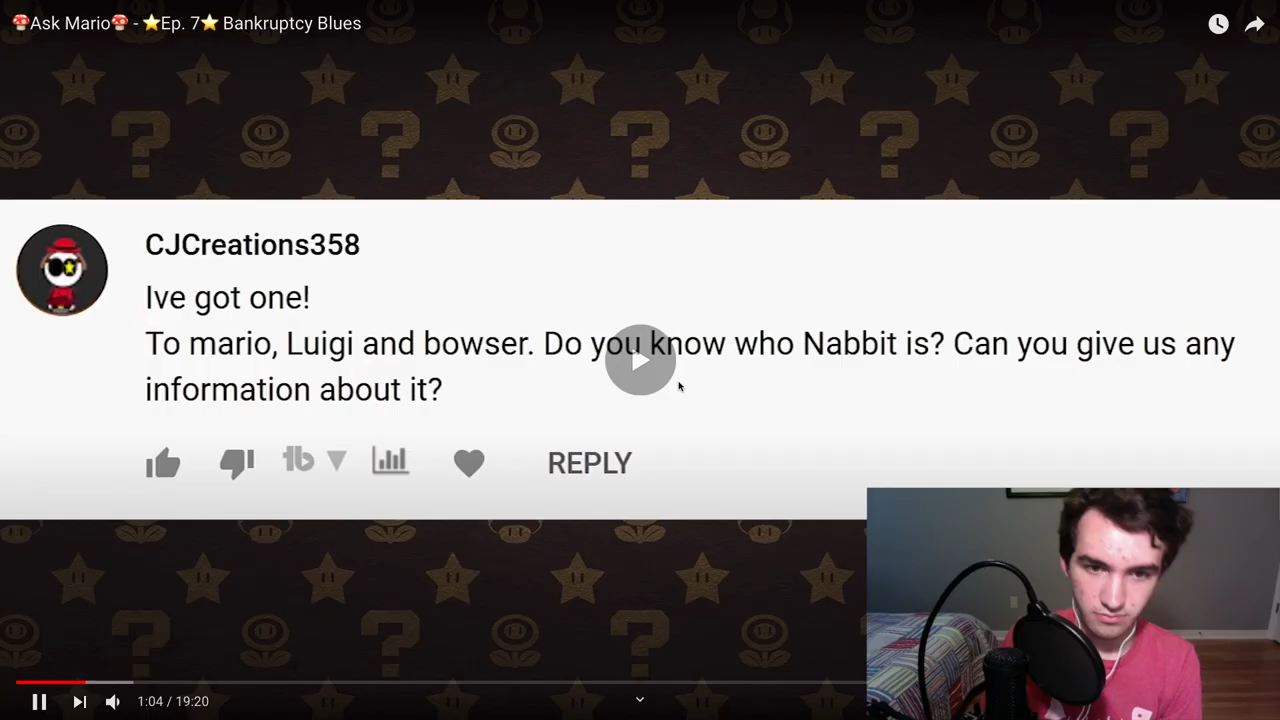 🍄Ask Mario🍄 - ⭐Ep. 7⭐ Bankruptcy Blues
CJCreations358
Ive got one!
To mario, Luigi and bowser. Do you know who Nabbit is? Can you give us any
information about it?
tb
REPLY
1:04 / 19:20